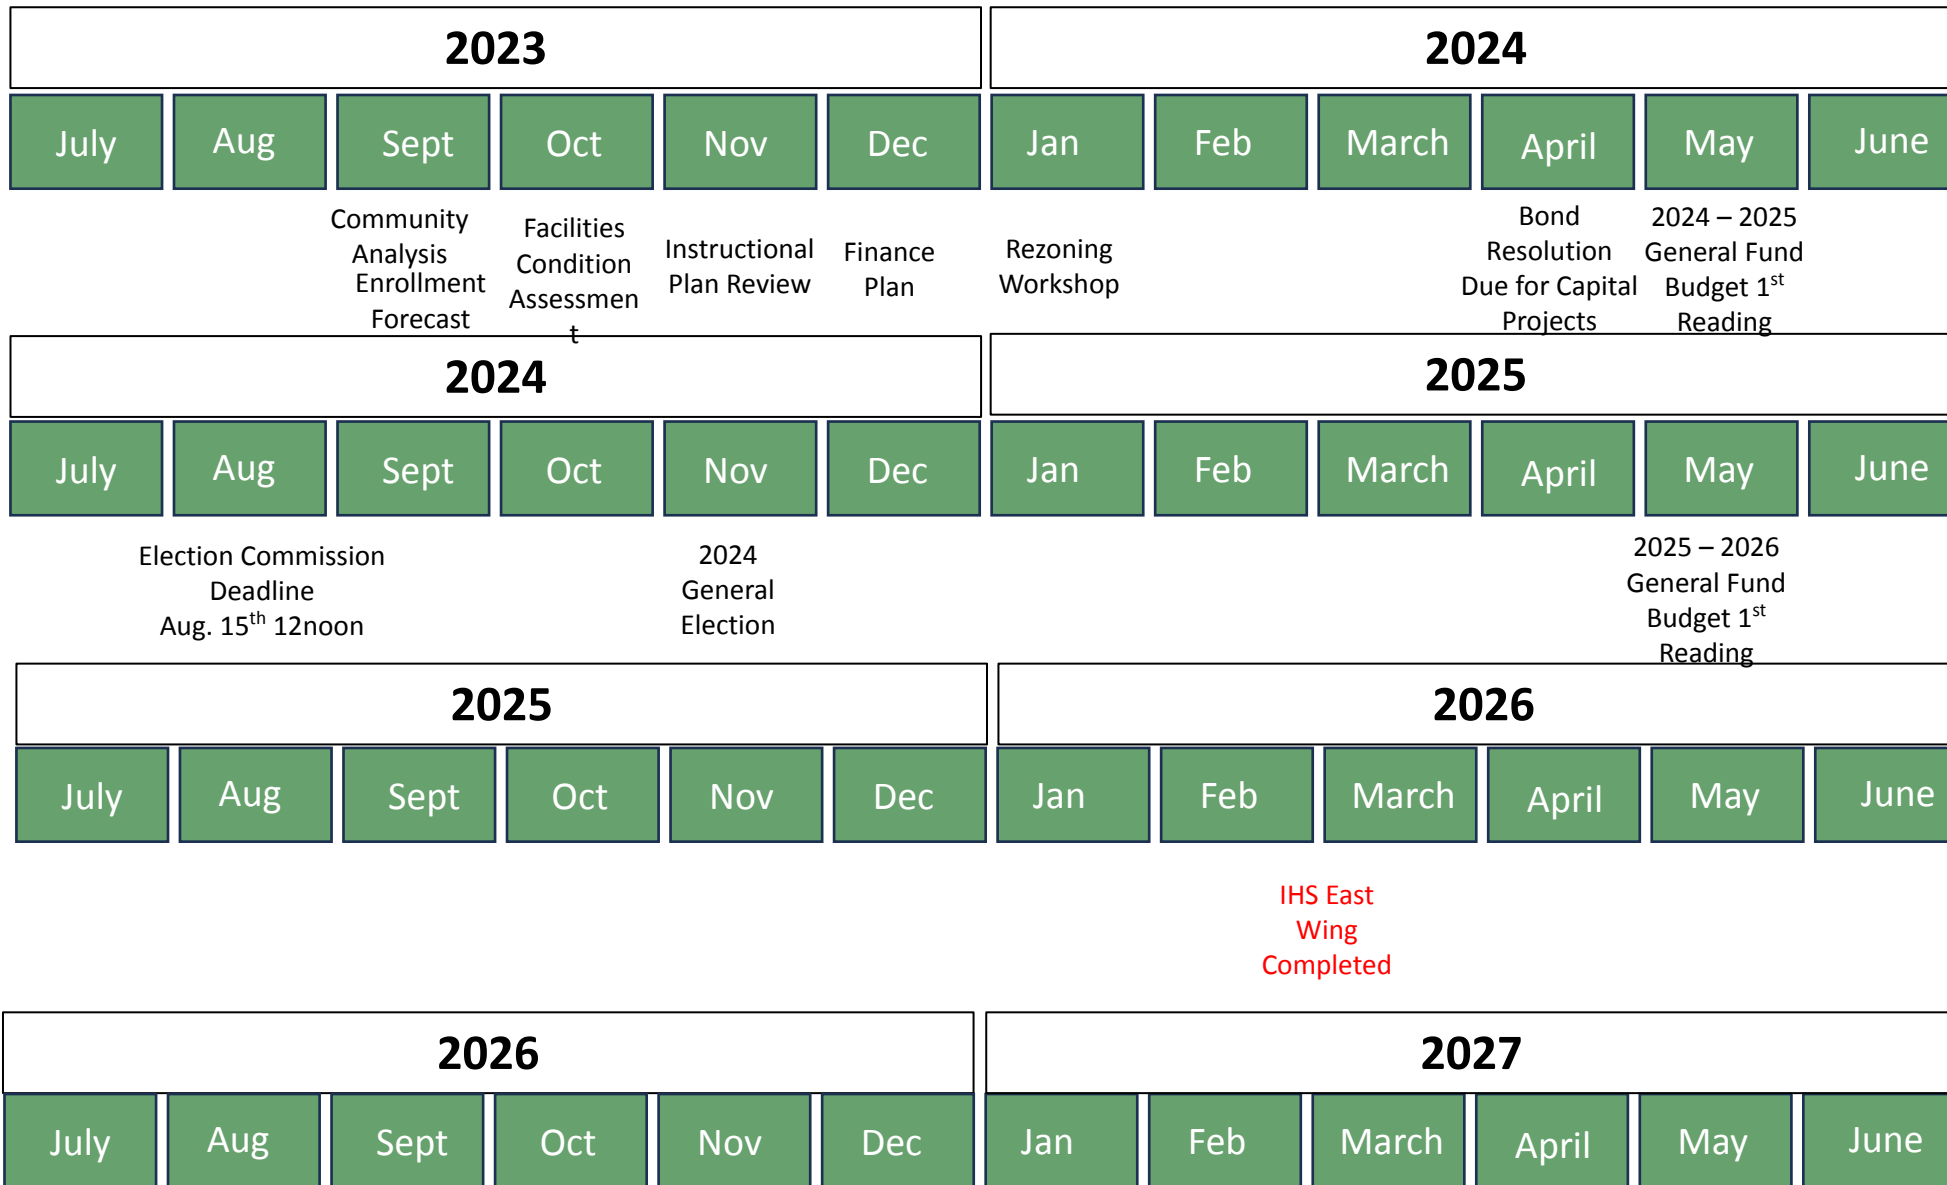 2023 2024
July Aug Sept Oct Nov Dec Jan Feb March April May June
Community
Analysis
Enrollment
Forecast
Facilities
Condition
Assessmen
t
Instructional
Plan Review
Finance
Plan
Rezoning
Workshop
Bond
Resolution
Due for Capital
Projects
2024 – 2025
General Fund
Budget 1st
Reading
2024 2025
July Aug Sept Oct Nov Dec Jan Feb March April May June
Election Commission
Deadline
Aug. 15th 12noon
2024
General
Election
2025 – 2026
General Fund
Budget 1st
Reading
2025 2026
July Aug Sept Oct Nov Dec Jan Feb March April May June
IHS East
Wing
Completed
2026 2027
July Aug Sept Oct Nov Dec Jan Feb March April May June